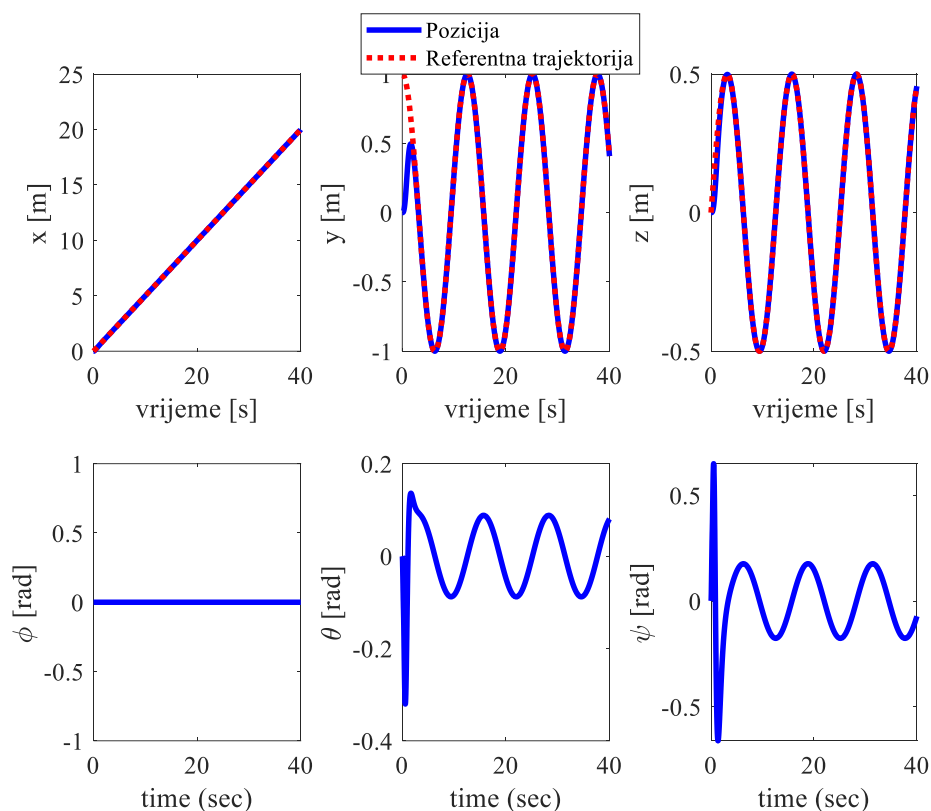 Pozicija
Referentna trajektorija
x [m]
25
20
15
10
5
0
0 20 40
vrijeme [s]
y [m]
1
0.5
0
-0.5
-1
0 20 40
vrijeme [s]
z [m]
0.5
0
-0.5
0 20 40
vrijeme [s]
ϕ [rad]
1
0.5
0
-0.5
-1
0 20 40
time (sec)
θ [rad]
0.2
0
-0.2
-0.4
0 20 40
time (sec)
ψ [rad]
0.5
0
-0.5
0 20 40
time (sec)